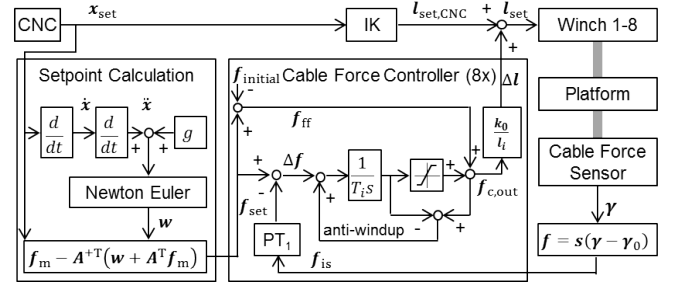 CNC
x_set
IK
l_set,CNC
+
l_set
Winch 1-8
+
Setpoint Calculation
f_initial
Cable Force Controller (8x)
Δl
-
+
f_ff
Platform
ẋ
ẍ
d/dt
d/dt
+
+
g
k_0/l_i
Cable Force
Sensor
Newton Euler
+
-
Δf
+
1/(T_i s)
+
+
f_c,out
w
f_set
anti-windup
-
+
γ
f_m − A^{+T}(w + A^T f_m)
PT_1
f_is
f = s(γ − γ_0)